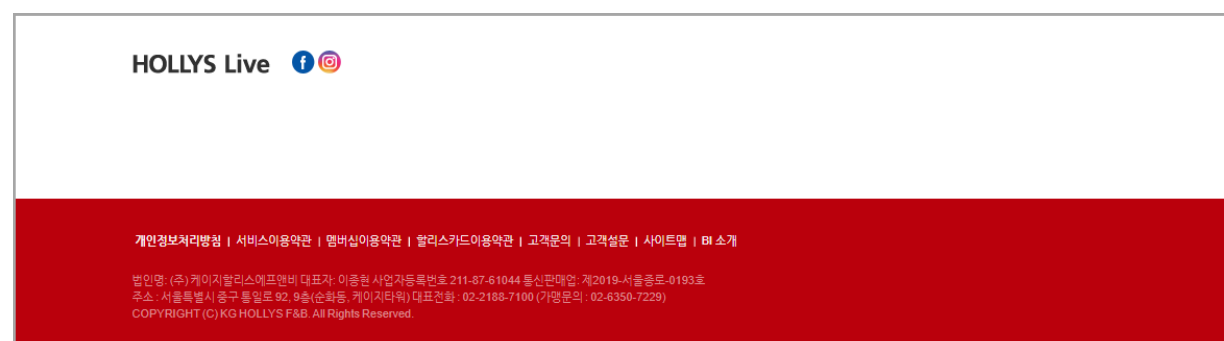 HOLLYS Live
개인정보처리방침 | 서비스이용약관 | 멤버십이용약관 | 할리스카드이용약관 | 고객문의 | 고객설문 | 사이트맵 | BI 소개
법인명: (주)케이지할리스에프앤비 대표자: 이종현 사업자등록번호 211-87-61044 통신판매업: 제2019-서울종로-0193호
주소 : 서울특별시 중구 통일로 92, 9층(순화동, 케이지타워) 대표전화 : 02-2188-7100 (가맹문의 : 02-6350-7229)
COPYRIGHT (C) KG HOLLYS F&B. All Rights Reserved.